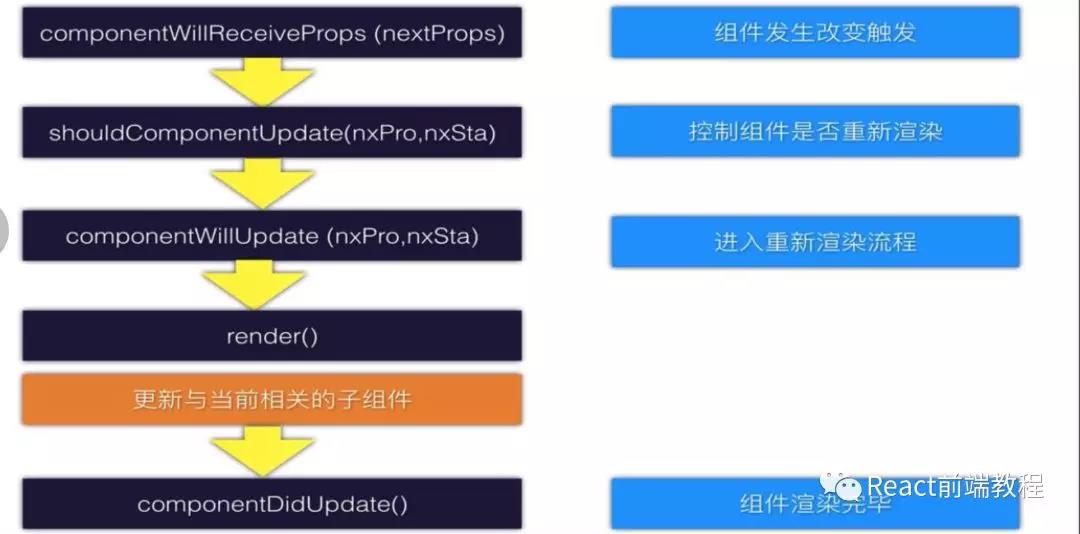 componentWillReceiveProps (nextProps)
组件发生改变触发
shouldComponentUpdate(nxPro,nxSta)
控制组件是否重新渲染
componentWillUpdate (nxPro,nxSta)
进入重新渲染流程
render()
更新与当前相关的子组件
componentDidUpdate()
组件渲染完毕
React前端教程